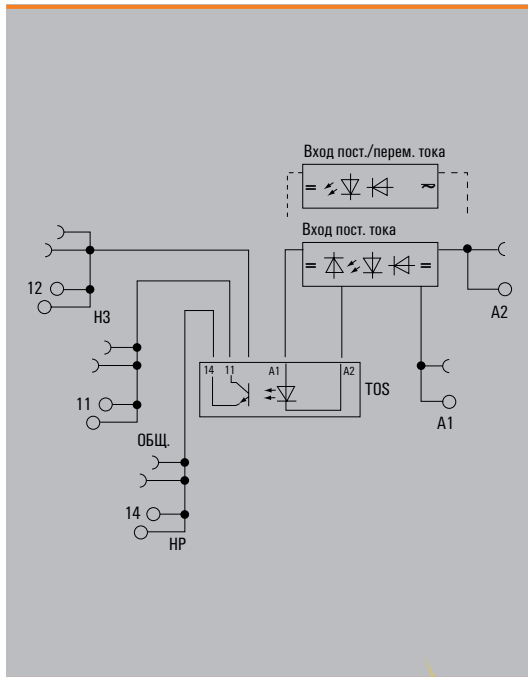 Вход пост./перем. тока
Вход пост. тока
12
НЗ
A2
14 11 A1 A2
TOS
11
A1
ОБЩ.
14
НР